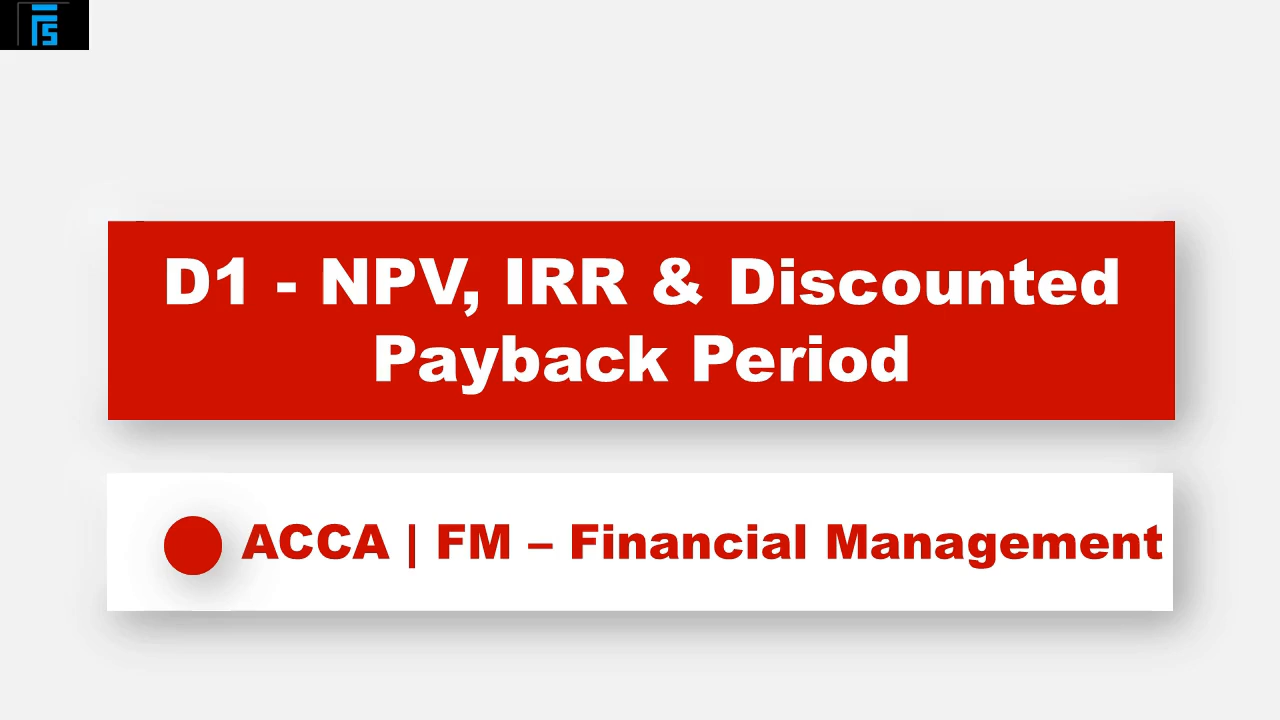 D1 - NPV, IRR & Discounted
Payback Period
ACCA | FM – Financial Management